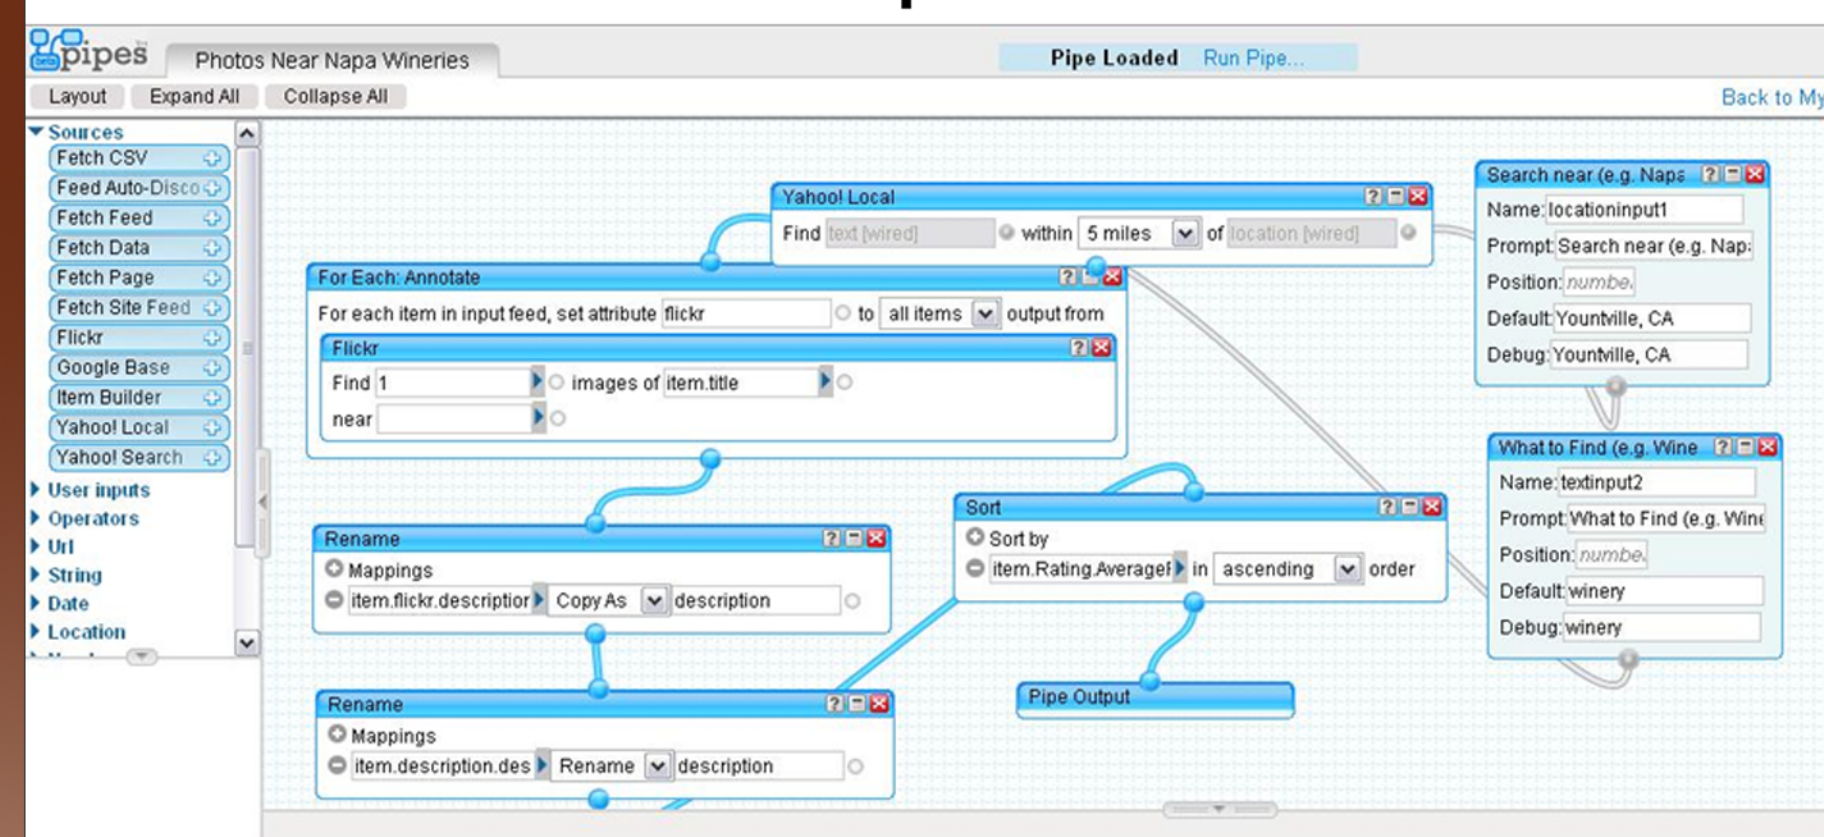 pipes
Photos Near Napa Wineries
Pipe Loaded Run Pipe...
Layout Expand All Collapse All
Back to My
Sources
Fetch CSV
Feed Auto-Disco
Fetch Feed
Fetch Data
Fetch Page
Fetch Site Feed
Flickr
Google Base
Item Builder
Yahoo! Local
Yahoo! Search
User inputs
Operators
Url
String
Date
Location
Yahoo! Local
Find text [wired] within 5 miles of location [wired]
For Each: Annotate
For each item in input feed, set attribute flickr to all items output from
Flickr
Find 1 images of item.title
near
Rename
Mappings
item.flickr.description Copy As description
Rename
Mappings
item.description.des Rename description
Sort
Sort by
item.Rating.Average in ascending order
Pipe Output
Search near (e.g. Napa
Name: locationinput1
Prompt: Search near (e.g. Napa
Position: number
Default: Yountville, CA
Debug: Yountville, CA
What to Find (e.g. Wine
Name: textinput2
Prompt: What to Find (e.g. Wine
Position: number
Default: winery
Debug: winery